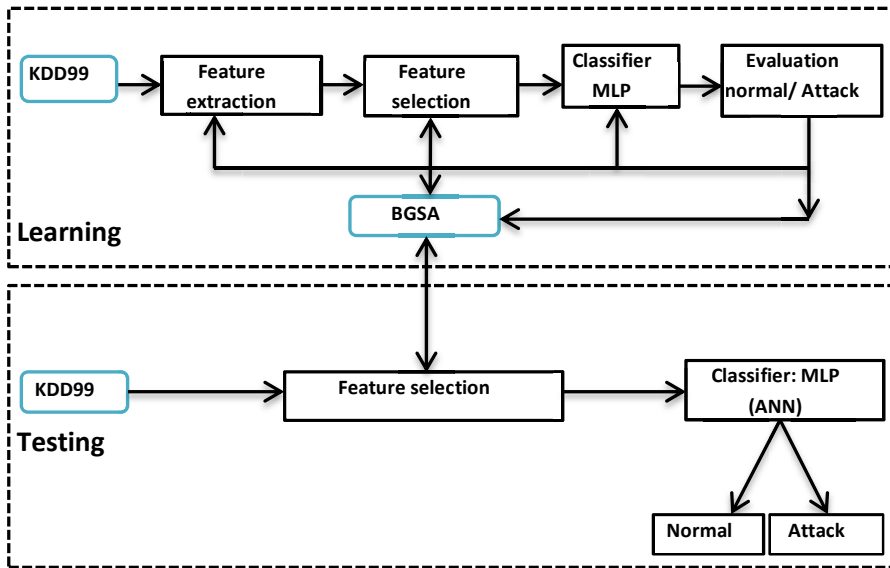 KDD99
Feature
extraction
Feature
selection
Classifier
MLP
Evaluation
normal/ Attack
BGSA
Learning
KDD99
Feature selection
Classifier: MLP
(ANN)
Testing
Normal
Attack